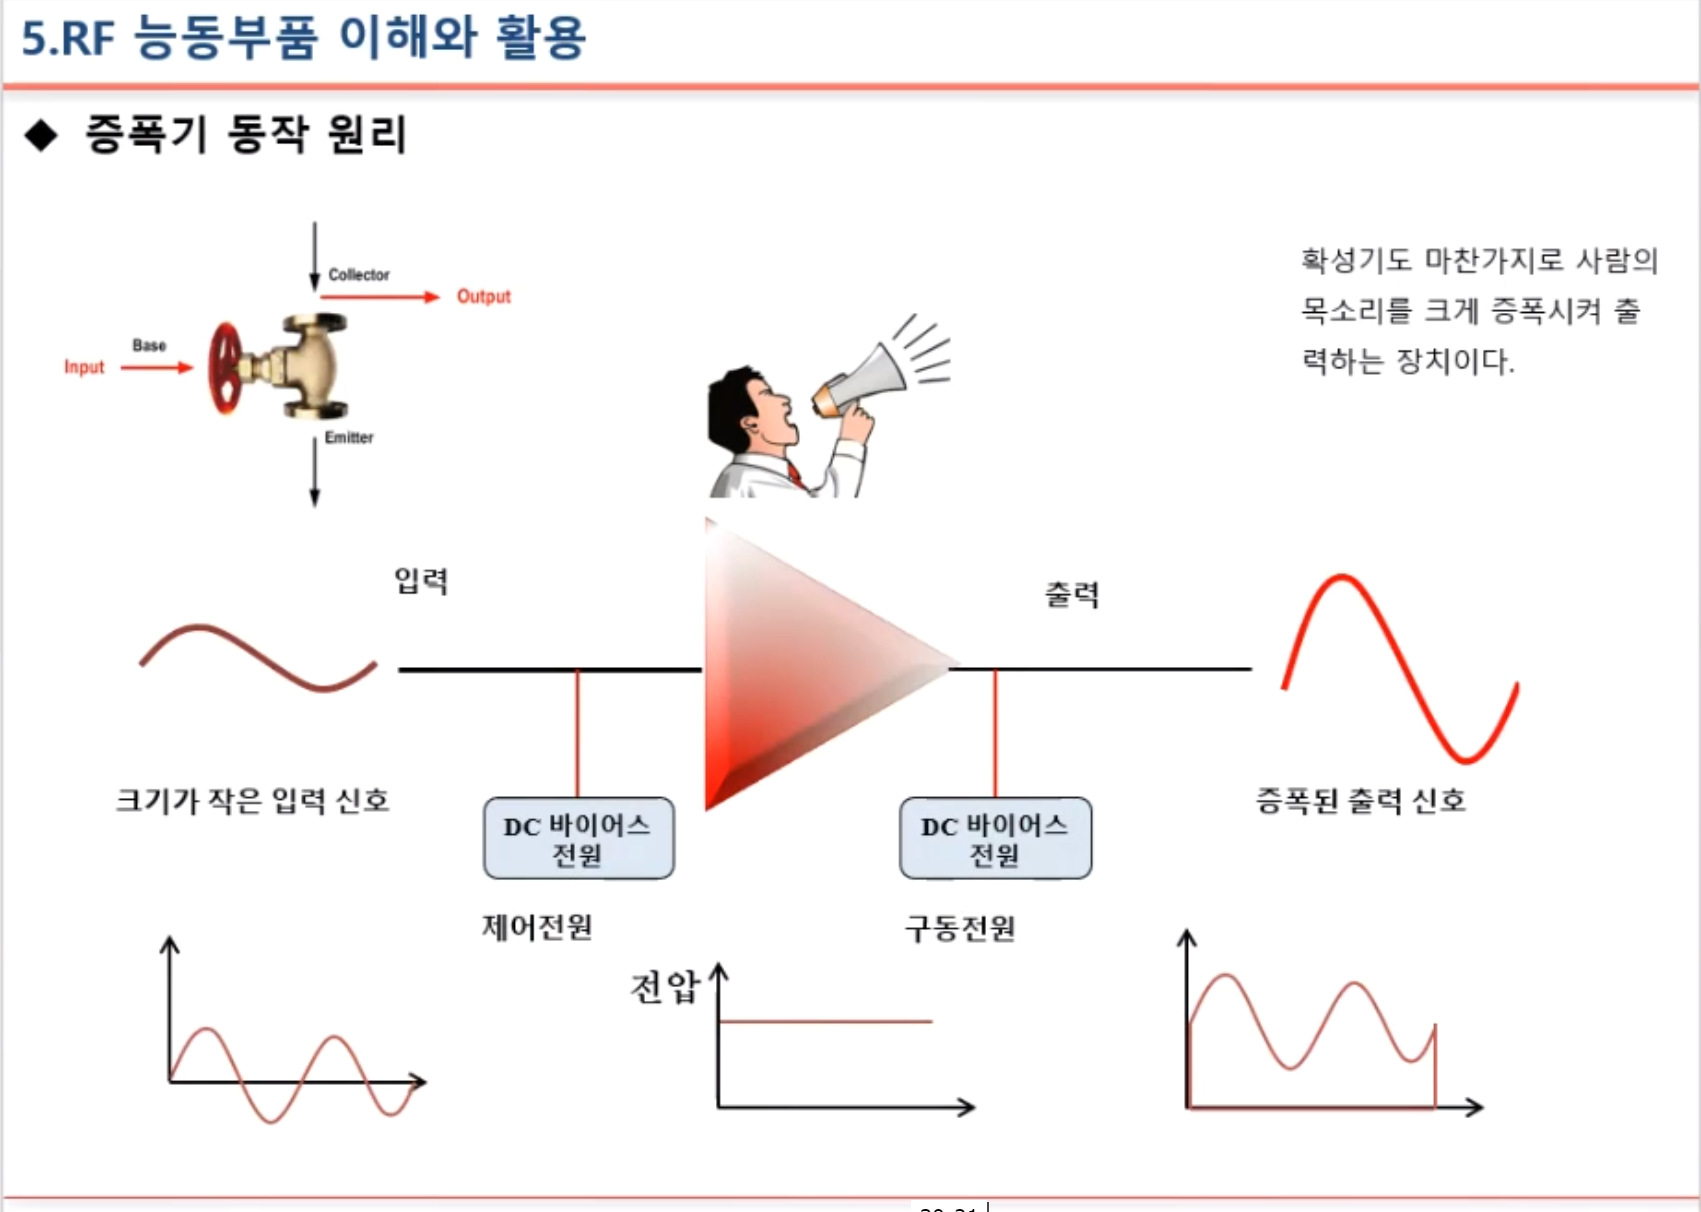 5.RF 능동부품 이해와 활용
◆ 증폭기 동작 원리
Collector
Output
Base
Input
Emitter
확성기도 마찬가지로 사람의
목소리를 크게 증폭시켜 출
력하는 장치이다.
입력
출력
크기가 작은 입력 신호
증폭된 출력 신호
DC 바이어스
전원
DC 바이어스
전원
제어전원
구동전원
전압